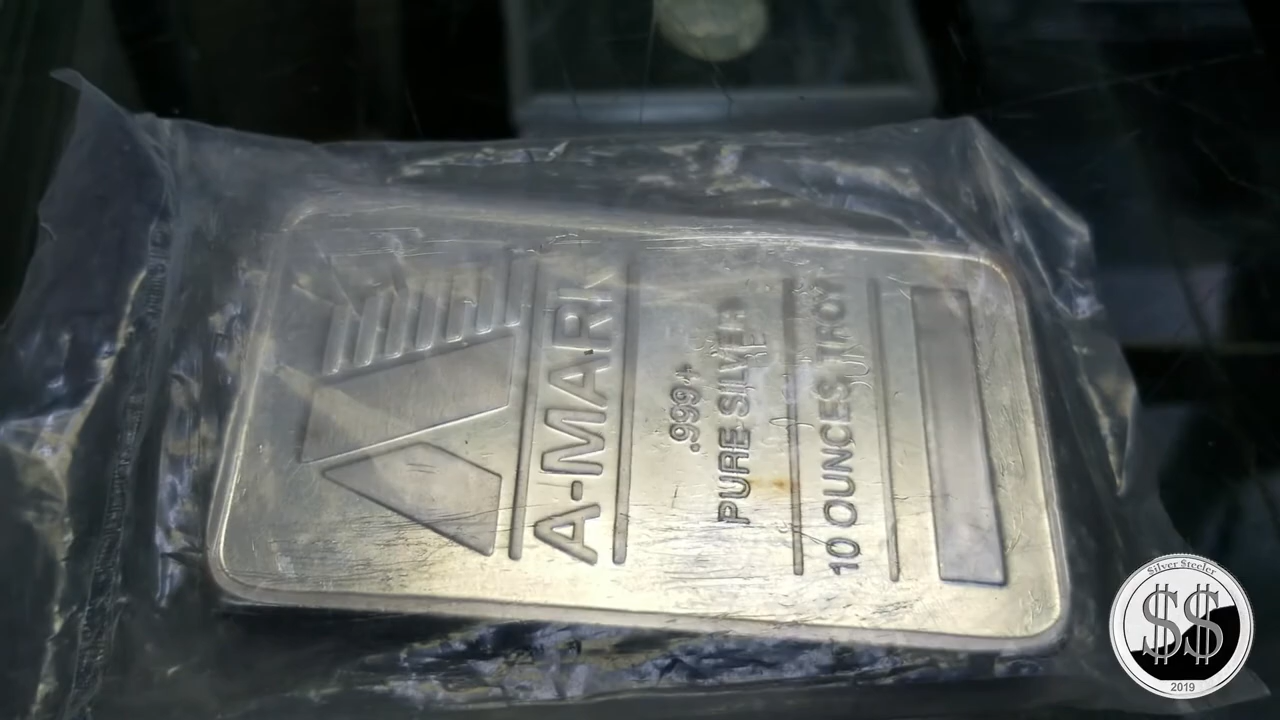 A-MARK
.999+
PURE SILVER
10 OUNCES TROY
Silver Steeler
$$
2019